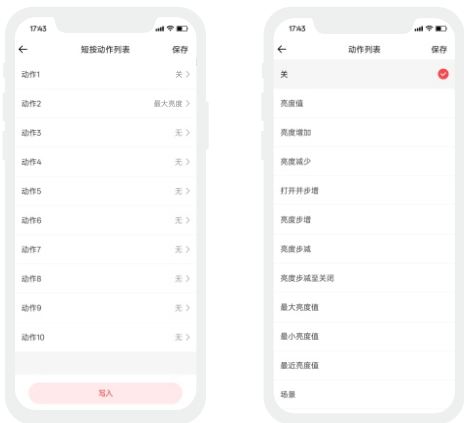 17:43
短按动作列表 保存
动作1 关
动作2 最大亮度
动作3 无
动作4 无
动作5 无
动作6 无
动作7 无
动作8 无
动作9 无
动作10 无
写入
17:43
动作列表 保存
关
亮度值
亮度增加
亮度减少
打开并步增
亮度步增
亮度步减
亮度步减至关闭
最大亮度值
最小亮度值
最近亮度值
场景